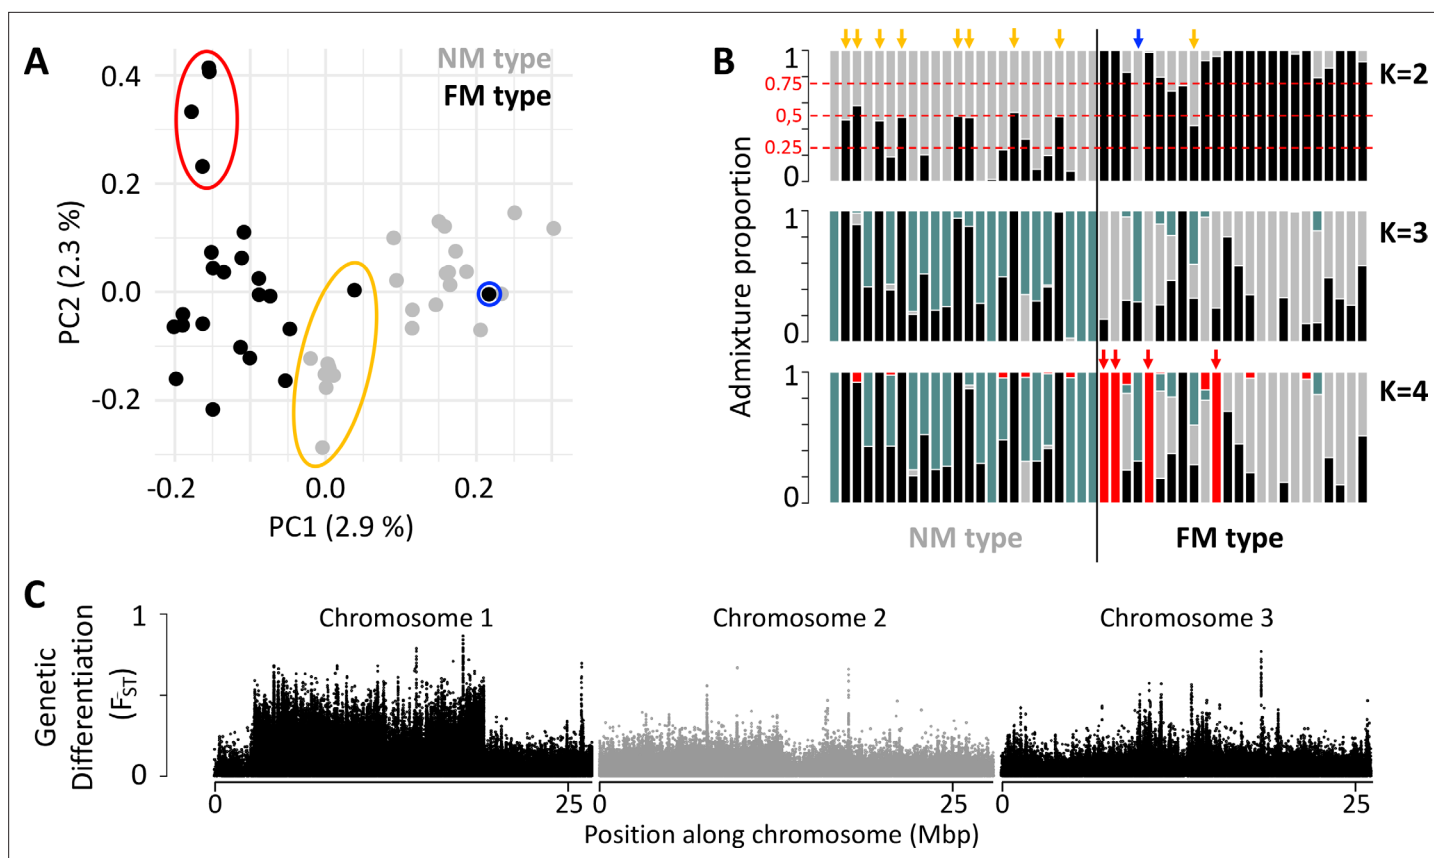 A
NM type
FM type
0.4
0.2
0.0
-0.2
PC2 (2.3 %)
-0.2
0.0
0.2
PC1 (2.9 %)
B
Admixture proportion
1
0.75
0,5
0.25
0
K=2
1
0
K=3
1
0
K=4
NM type
FM type
C
Genetic
Differentiation
(FST)
1
0
Chromosome 1
Chromosome 2
Chromosome 3
0
25
0
25
0
25
Position along chromosome (Mbp)